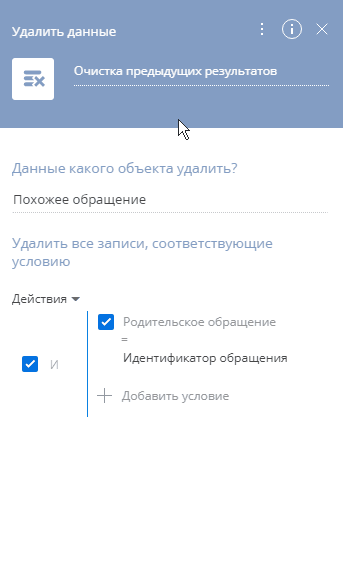 Удалить данные
Очистка предыдущих результатов
Данные какого объекта удалить?
Похожее обращение
Удалить все записи, соответствующие
условию
Действия
Родительское обращение
=
И
Идентификатор обращения
Добавить условие